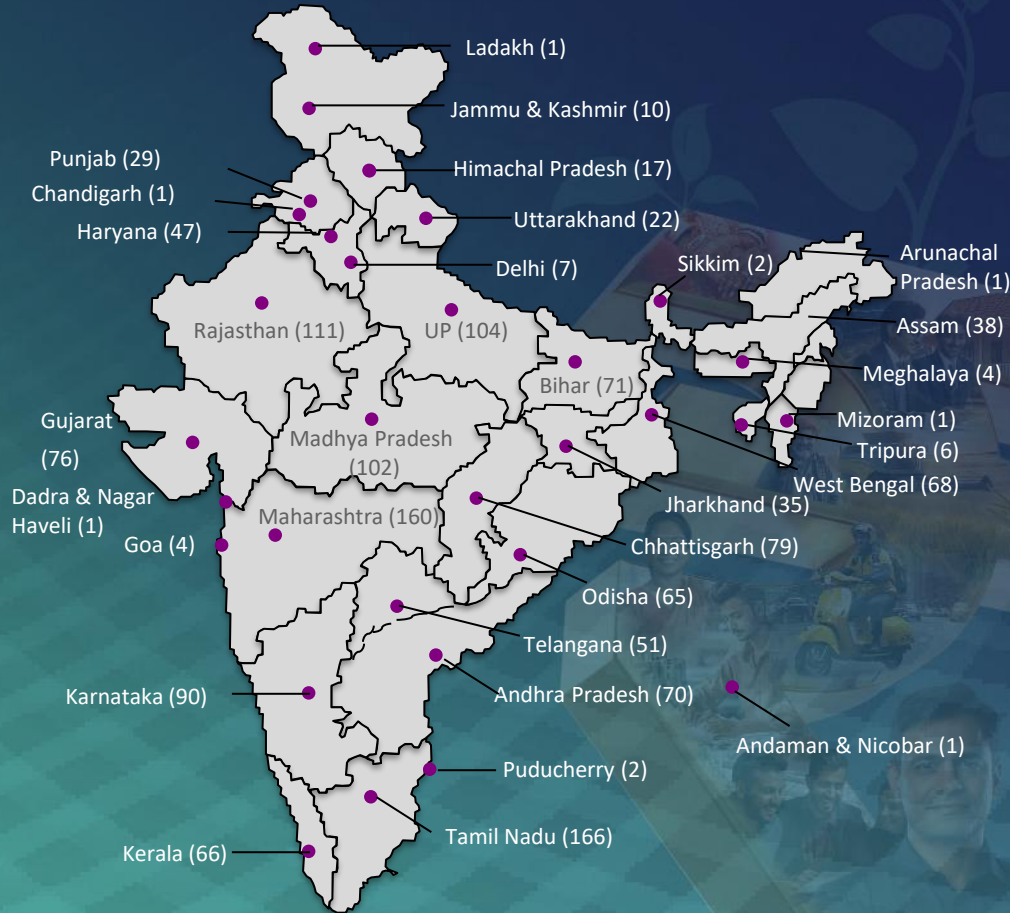 Ladakh (1)
Jammu & Kashmir (10)
Punjab (29)
Himachal Pradesh (17)
Chandigarh (1)
Uttarakhand (22)
Haryana (47)
Delhi (7)
Sikkim (2)
Arunachal
Pradesh (1)
Rajasthan (111)
UP (104)
Assam (38)
Bihar (71)
Meghalaya (4)
Gujarat
(76)
Madhya Pradesh
(102)
Mizoram (1)
Tripura (6)
West Bengal (68)
Dadra & Nagar
Haveli (1)
Jharkhand (35)
Maharashtra (160)
Goa (4)
Chhattisgarh (79)
Odisha (65)
Telangana (51)
Karnataka (90)
Andhra Pradesh (70)
Andaman & Nicobar (1)
Puducherry (2)
Tamil Nadu (166)
Kerala (66)